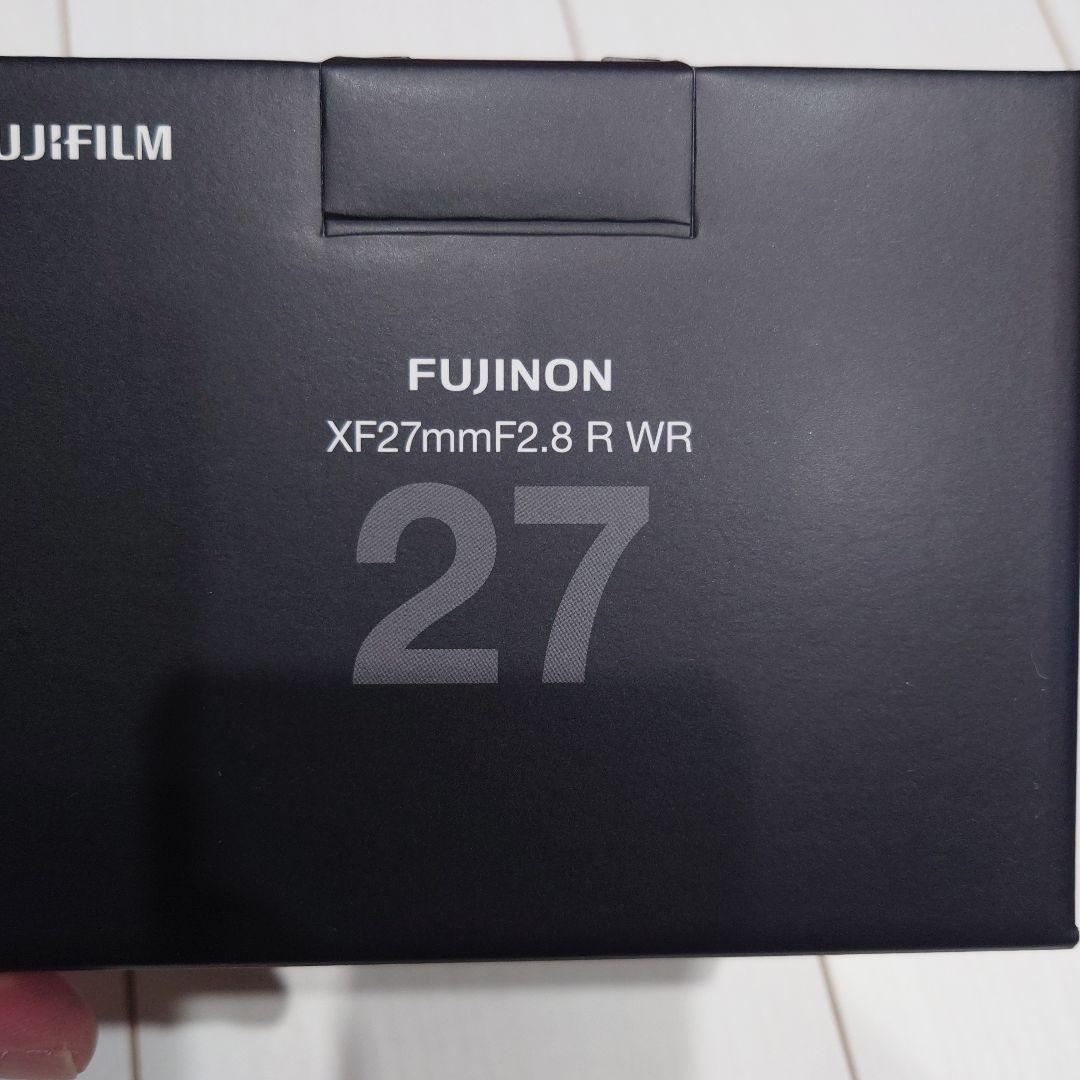 UJIFILM
FUJINON
XF27mmF2.8 R WR
27